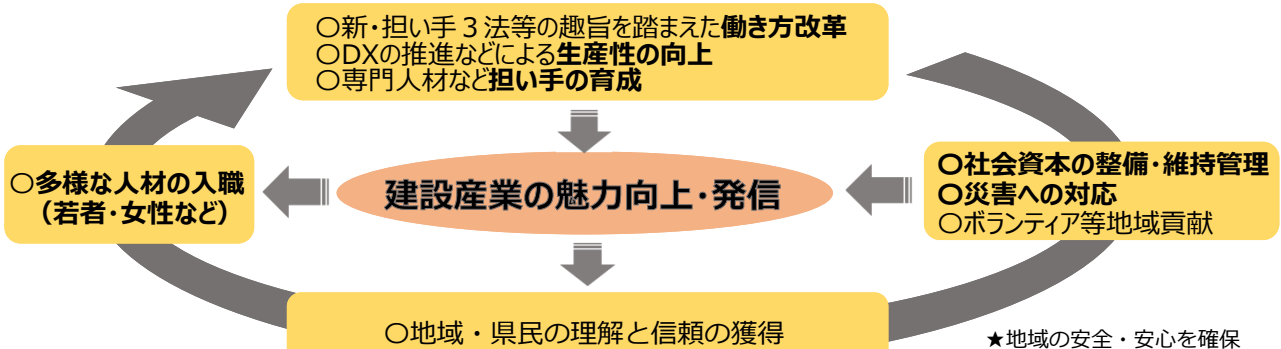 ○新・担い手３法等の趣旨を踏まえた働き方改革
○DXの推進などによる生産性の向上
○専門人材など担い手の育成
○多様な人材の入職
（若者・女性など）
建設産業の魅力向上・発信
○社会資本の整備・維持管理
○災害への対応
○ボランティア等地域貢献
○地域・県民の理解と信頼の獲得
★地域の安全・安心を確保